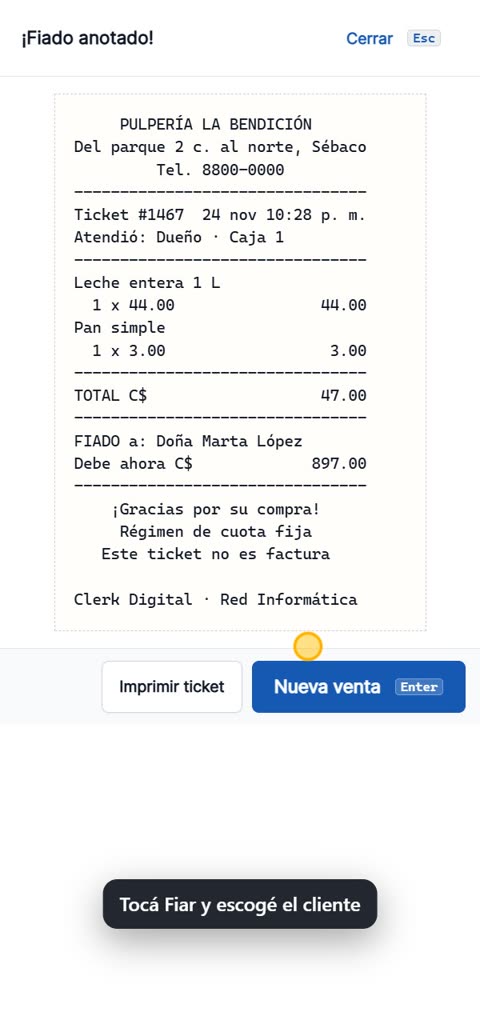 ¡Fiado anotado!
Cerrar Esc
PULPERÍA LA BENDICIÓN
Del parque 2 c. al norte, Sébaco
Tel. 8800-0000
--------------------------------
Ticket #1467  24 nov 10:28 p. m.
Atendió: Dueño · Caja 1
--------------------------------
Leche entera 1 L
1 x 44.00 44.00
Pan simple
1 x 3.00 3.00
--------------------------------
TOTAL C$ 47.00
--------------------------------
FIADO a: Doña Marta López
Debe ahora C$ 897.00
--------------------------------
¡Gracias por su compra!
Régimen de cuota fija
Este ticket no es factura
Clerk Digital · Red Informática
Imprimir ticket
Nueva venta Enter
Tocá Fiar y escogé el cliente